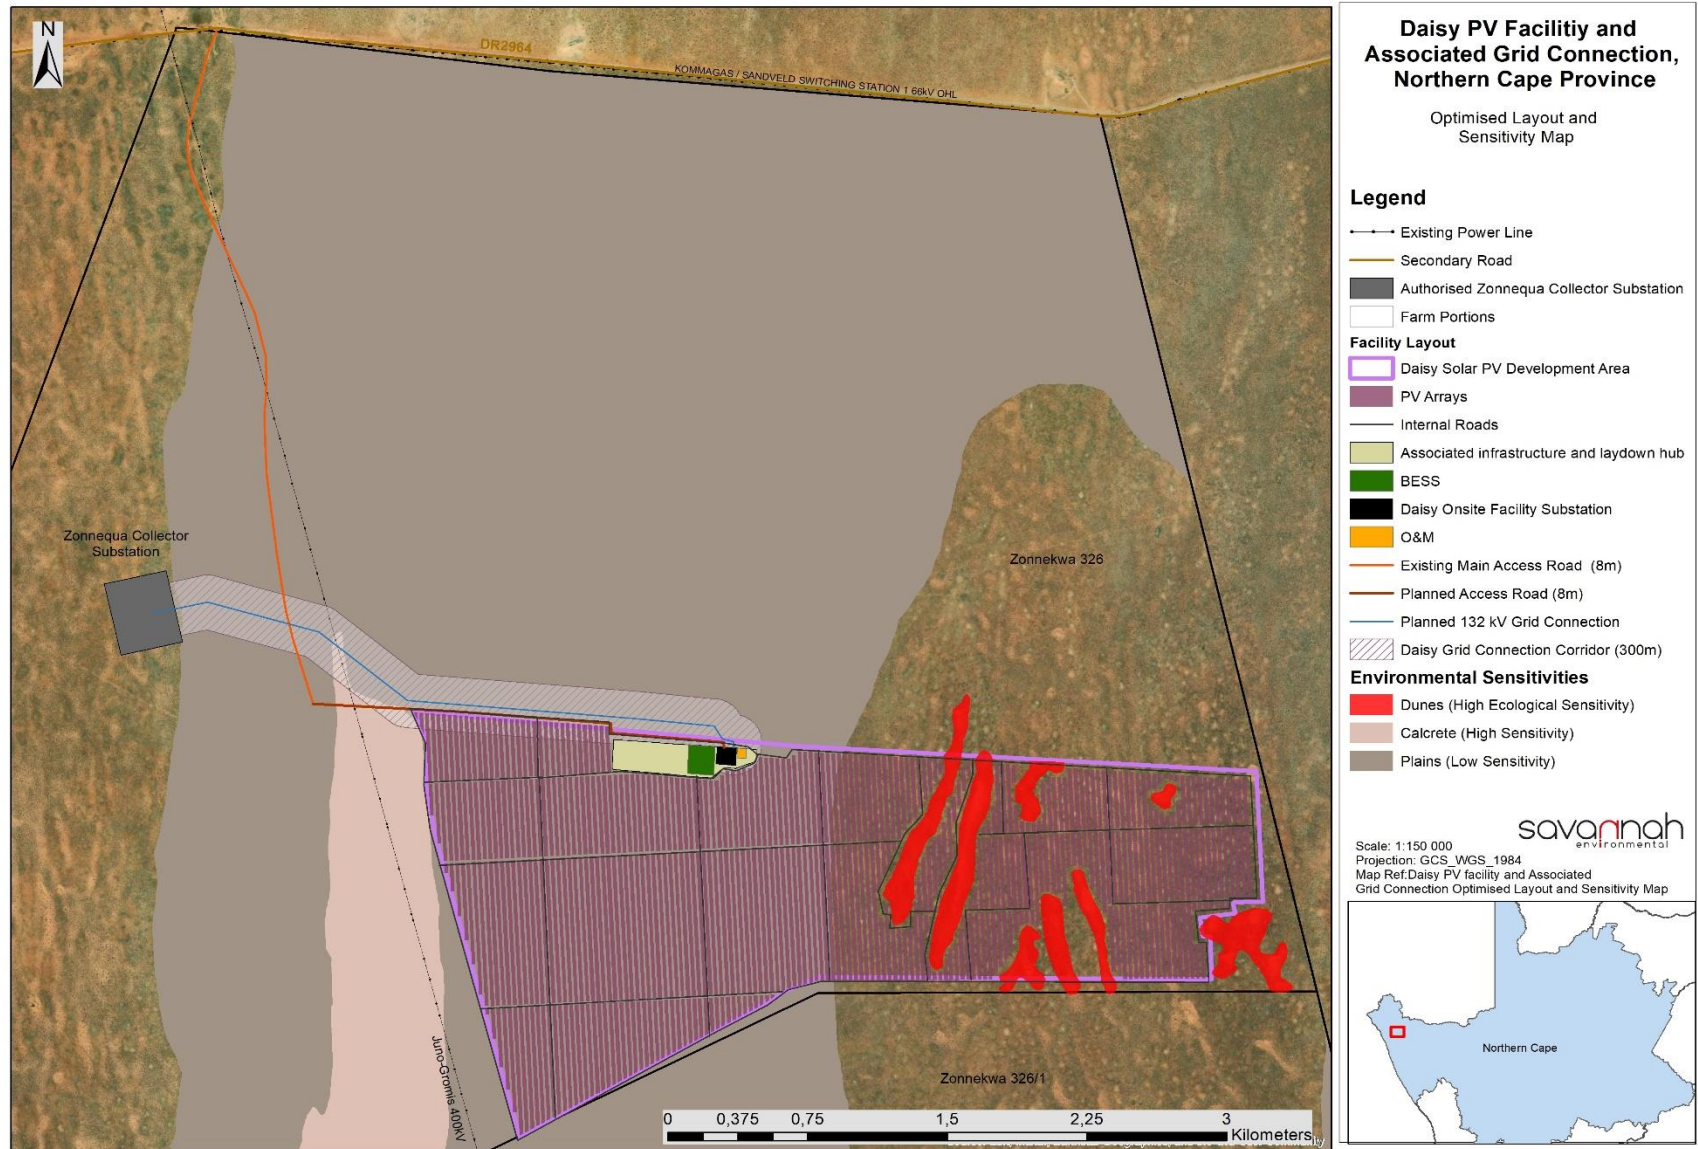 N
DR2964
KOMMAGAS / SANDVELD SWITCHING STATION 1 66kV OHL
Zonnequa Collector
Substation
Zonnekwa 326
Zonnekwa 326/1
Juno-Gromis 400kV
0 0,375 0,75 1,5 2,25 3
Kilometers
Daisy PV Facilitiy and
Associated Grid Connection,
Northern Cape Province
Optimised Layout and
Sensitivity Map
Legend
Existing Power Line
Secondary Road
Authorised Zonnequa Collector Substation
Farm Portions
Facility Layout
Daisy Solar PV Development Area
PV Arrays
Internal Roads
Associated infrastructure and laydown hub
BESS
Daisy Onsite Facility Substation
O&M
Existing Main Access Road (8m)
Planned Access Road (8m)
Planned 132 kV Grid Connection
Daisy Grid Connection Corridor (300m)
Environmental Sensitivities
Dunes (High Ecological Sensitivity)
Calcrete (High Sensitivity)
Plains (Low Sensitivity)
savannah
environmental
Scale: 1:150 000
Projection: GCS_WGS_1984
Map Ref:Daisy PV facility and Associated
Grid Connection Optimised Layout and Sensitivity Map
Northern Cape